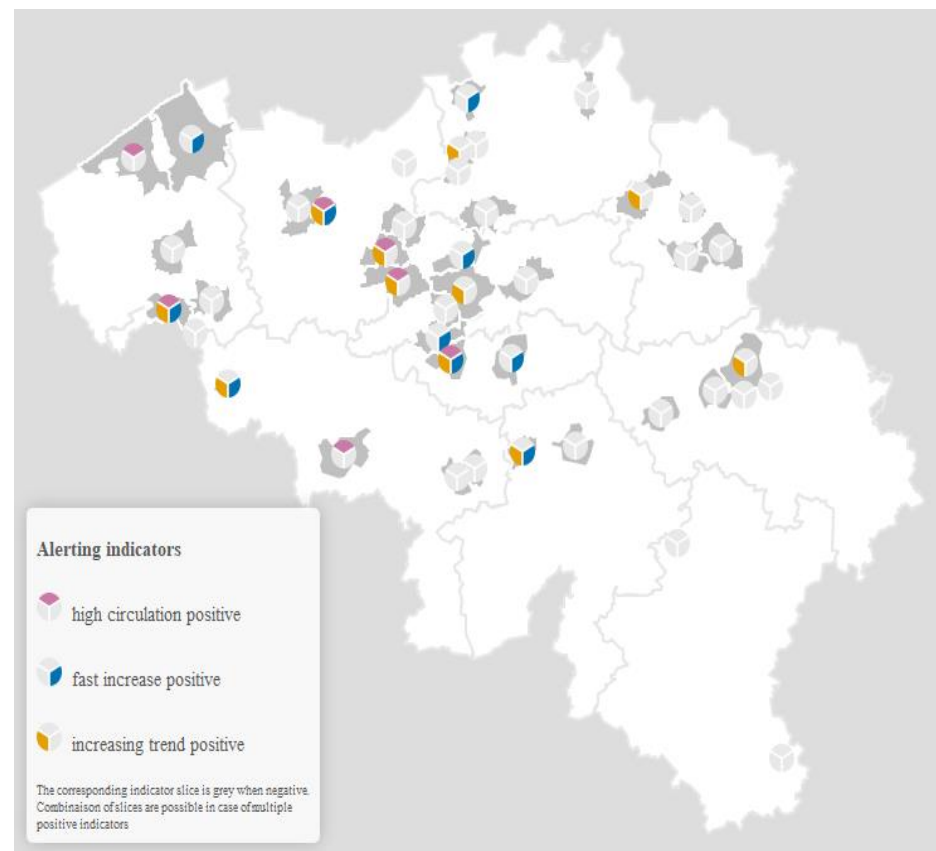 Alerting indicators
high circulation positive
fast increase positive
increasing trend positive
The corresponding indicator slice is grey when negative.
Combinaison of slices are possible in case of multiple
positive indicators